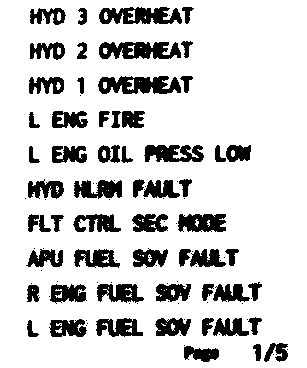 HYD 3 OVERHEAT
HYD 2 OVERHEAT
HYD 1 OVERHEAT
L ENG FIRE
L ENG OIL PRESS LOW
HYD HLRM FAULT
FLT CTRL SEC MODE
APU FUEL SOV FAULT
R ENG FUEL SOV FAULT
L ENG FUEL SOV FAULT
Page 1/5